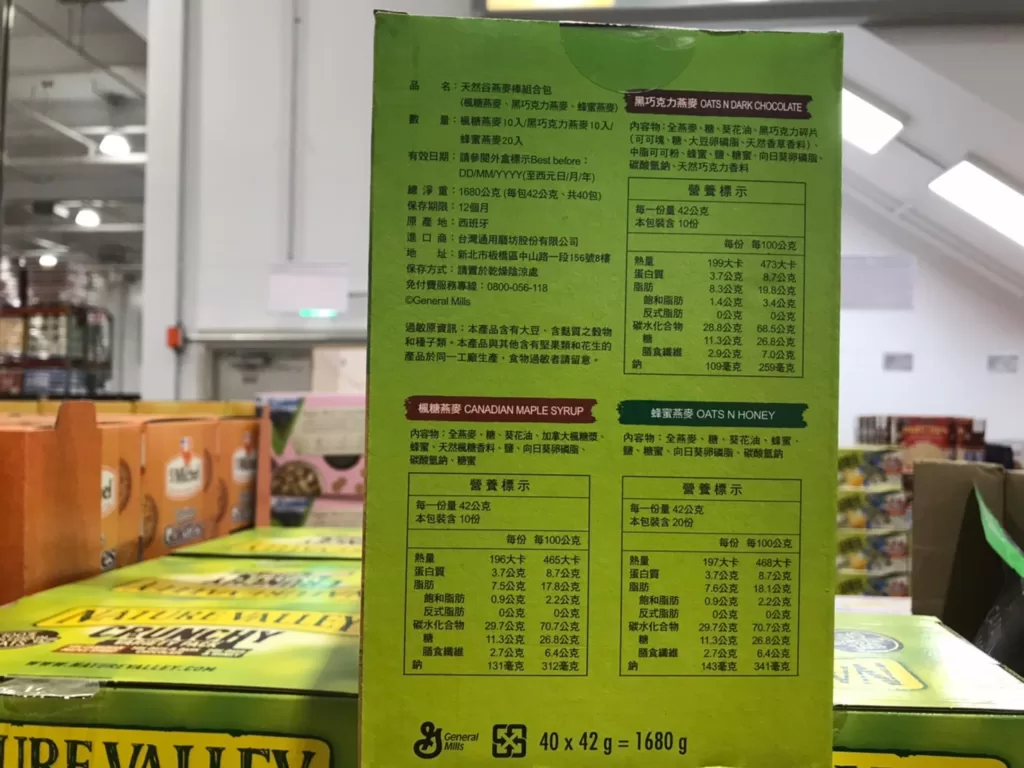 品 名：天然谷燕麥棒組合包
(楓糖燕麥、黑巧克力燕麥、蜂蜜燕麥)
數 量：楓糖燕麥10入/黑巧克力燕麥10入/
蜂蜜燕麥20入
有效日期：請參閱外盒標示Best before：
DD/MM/YYYY(至西元日/月/年)
總 淨 重：1680公克 (每包42公克、共40包)
保存期限：12個月
原 產 地：西班牙
進 口 商：台灣通用磨坊股份有限公司
地 址：新北市板橋區中山路一段156號8樓
保存方式：請置於乾燥陰涼處
免付費服務專線：0800-056-118
©General Mills
過敏原資訊：本產品含有大豆、含麩質之穀物
和種子類。本產品與其他含有堅果類和花生的
產品於同一工廠生產，食物過敏者請留意。
黑巧克力燕麥 OATS N DARK CHOCOLATE
內容物：全燕麥、糖、葵花油、黑巧克力碎片
(可可塊、糖、大豆卵磷脂、天然香草香料)、
中脂可可粉、蜂蜜、鹽、糖蜜、向日葵卵磷脂、
碳酸氫鈉、天然巧克力香料
營養標示
每一份量 42公克
本包裝含 10份
每份 每100公克
熱量 199大卡 473大卡
蛋白質 3.7公克 8.7公克
脂肪 8.3公克 19.8公克
飽和脂肪 1.4公克 3.4公克
反式脂肪 0公克 0公克
碳水化合物 28.8公克 68.5公克
糖 11.3公克 26.8公克
膳食纖維 2.9公克 7.0公克
鈉 109毫克 259毫克
楓糖燕麥 CANADIAN MAPLE SYRUP
內容物：全燕麥、糖、葵花油、加拿大楓糖漿、
蜂蜜、天然楓糖香料、鹽、向日葵卵磷脂、
碳酸氫鈉、糖蜜
營養標示
每一份量 42公克
本包裝含 10份
每份 每100公克
熱量 196大卡 465大卡
蛋白質 3.7公克 8.7公克
脂肪 7.5公克 17.8公克
飽和脂肪 0.9公克 2.2公克
反式脂肪 0公克 0公克
碳水化合物 29.7公克 70.7公克
糖 11.3公克 26.8公克
膳食纖維 2.7公克 6.4公克
鈉 131毫克 312毫克
蜂蜜燕麥 OATS N HONEY
內容物：全燕麥、糖、葵花油、蜂蜜、
鹽、糖蜜、向日葵卵磷脂、碳酸氫鈉
營養標示
每一份量 42公克
本包裝含 20份
每份 每100公克
熱量 197大卡 468大卡
蛋白質 3.7公克 8.7公克
脂肪 7.6公克 18.1公克
飽和脂肪 0.9公克 2.2公克
反式脂肪 0公克 0公克
碳水化合物 29.7公克 70.7公克
糖 11.3公克 26.8公克
膳食纖維 2.7公克 6.4公克
鈉 143毫克 341毫克
General
Mills
40 x 42 g = 1680 g
St Michel
NATURE VALLEY
CRUNCHY
WWW.NATUREVALLEY.COM
URE VALLEY